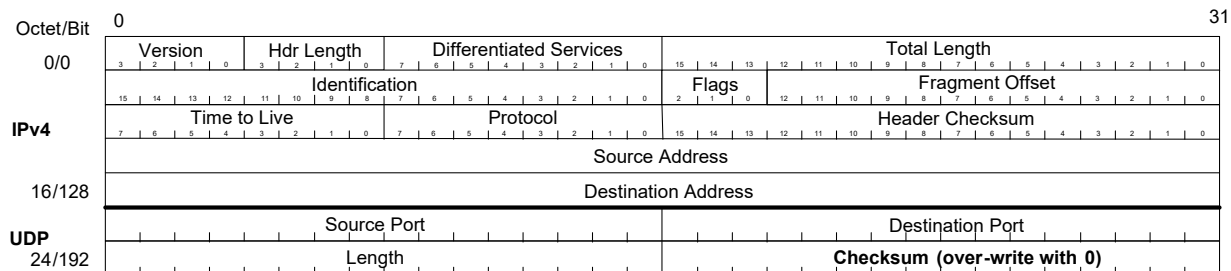 Octet/Bit 0 31
0/0 Version Hdr Length Differentiated Services Total Length
3 2 1 0 3 2 1 0 7 6 5 4 3 2 1 0 15 14 13 12 11 10 9 8 7 6 5 4 3 2 1 0
Identification Flags Fragment Offset
15 14 13 12 11 10 9 8 7 6 5 4 3 2 1 0 2 1 0 12 11 10 9 8 7 6 5 4 3 2 1 0
IPv4 Time to Live Protocol Header Checksum
7 6 5 4 3 2 1 0 7 6 5 4 3 2 1 0 15 14 13 12 11 10 9 8 7 6 5 4 3 2 1 0
Source Address
16/128 Destination Address
UDP Source Port Destination Port
24/192 Length Checksum (over-write with 0)